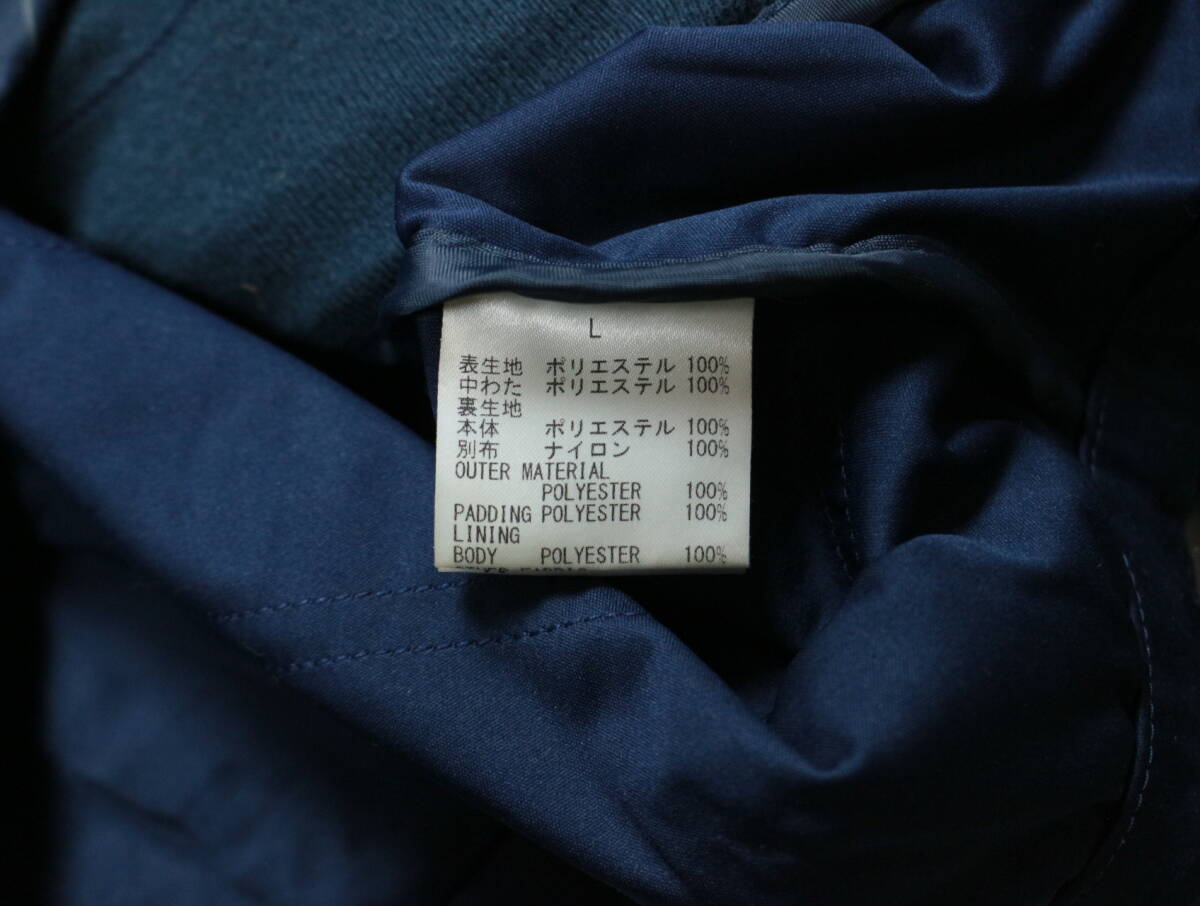 L
表生地 ポリエステル 100%
中わた ポリエステル 100%
裏生地
本体 ポリエステル 100%
別布 ナイロン 100%
OUTER MATERIAL
POLYESTER 100%
PADDING POLYESTER 100%
LINING
BODY POLYESTER 100%